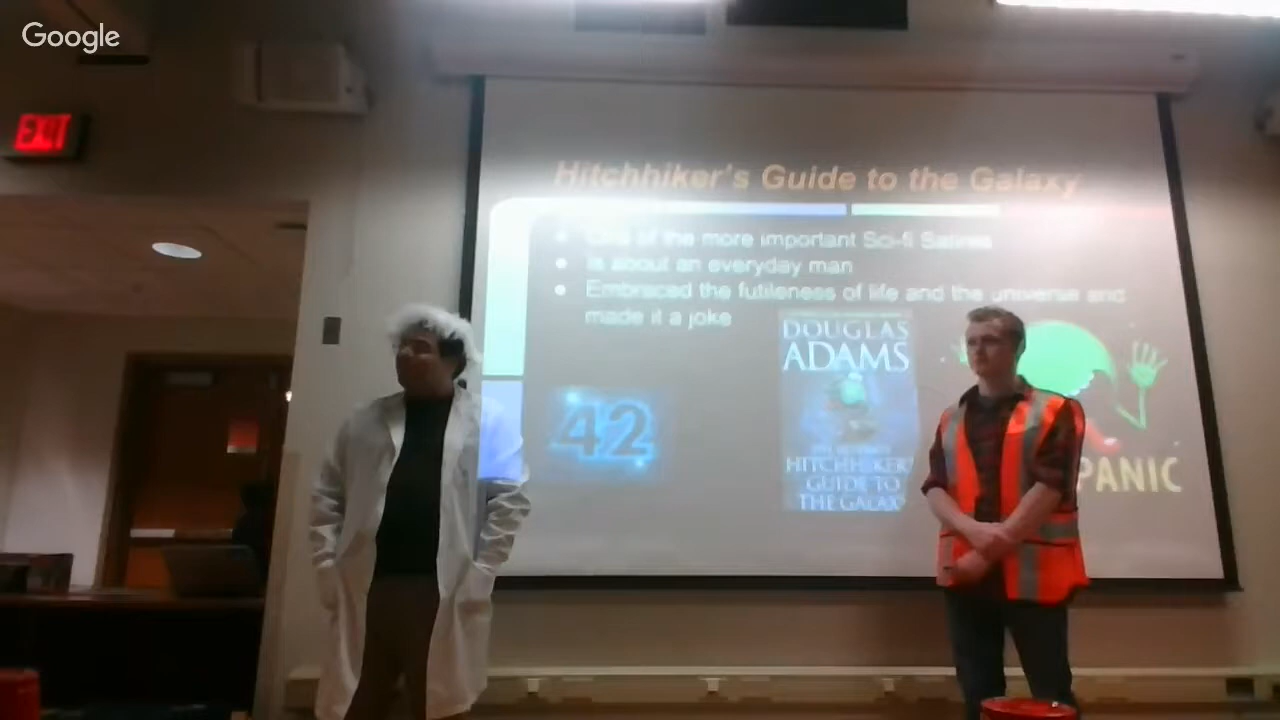 Google
EXIT
Hitchhiker's Guide to the Galaxy
One of the more important Sci-fi Satires
Is about an everyday man
Embraced the futileness of life and the universe and
made it a joke
DOUGLAS
ADAMS
42
HITCHHIKER
GUIDE TO
THE GALAXY
PANIC